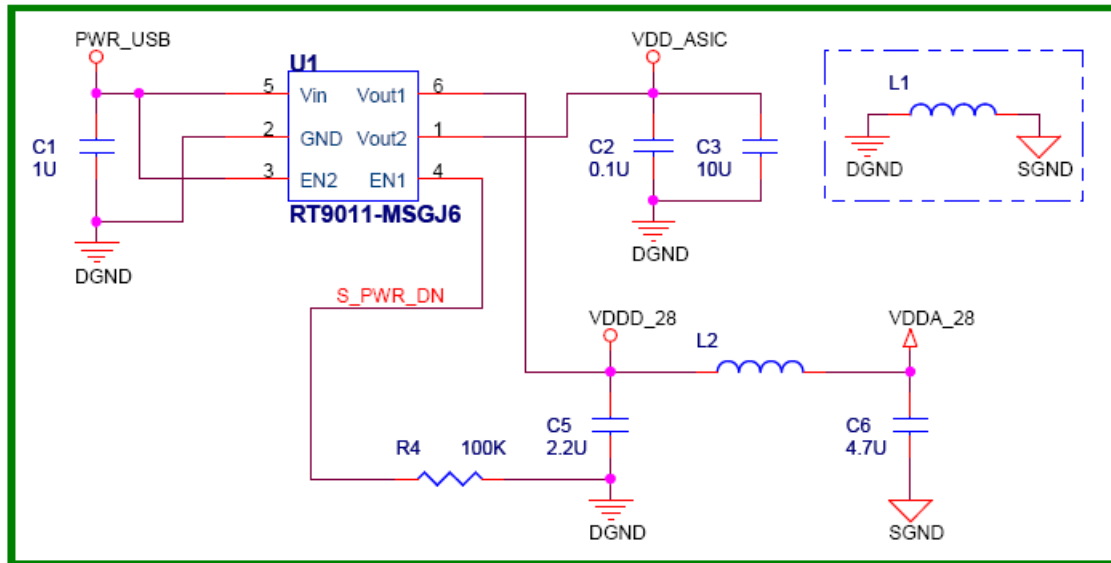 PWR_USB
VDD_ASIC
U1
L1
5 Vin Vout1 6
2 GND Vout2 1
3 EN2 EN1 4
C1
1U
C2
0.1U
C3
10U
DGND
SGND
RT9011-MSGJ6
DGND
DGND
S_PWR_DN
VDDD_28
L2
VDDA_28
C5
2.2U
C6
4.7U
R4 100K
DGND
SGND